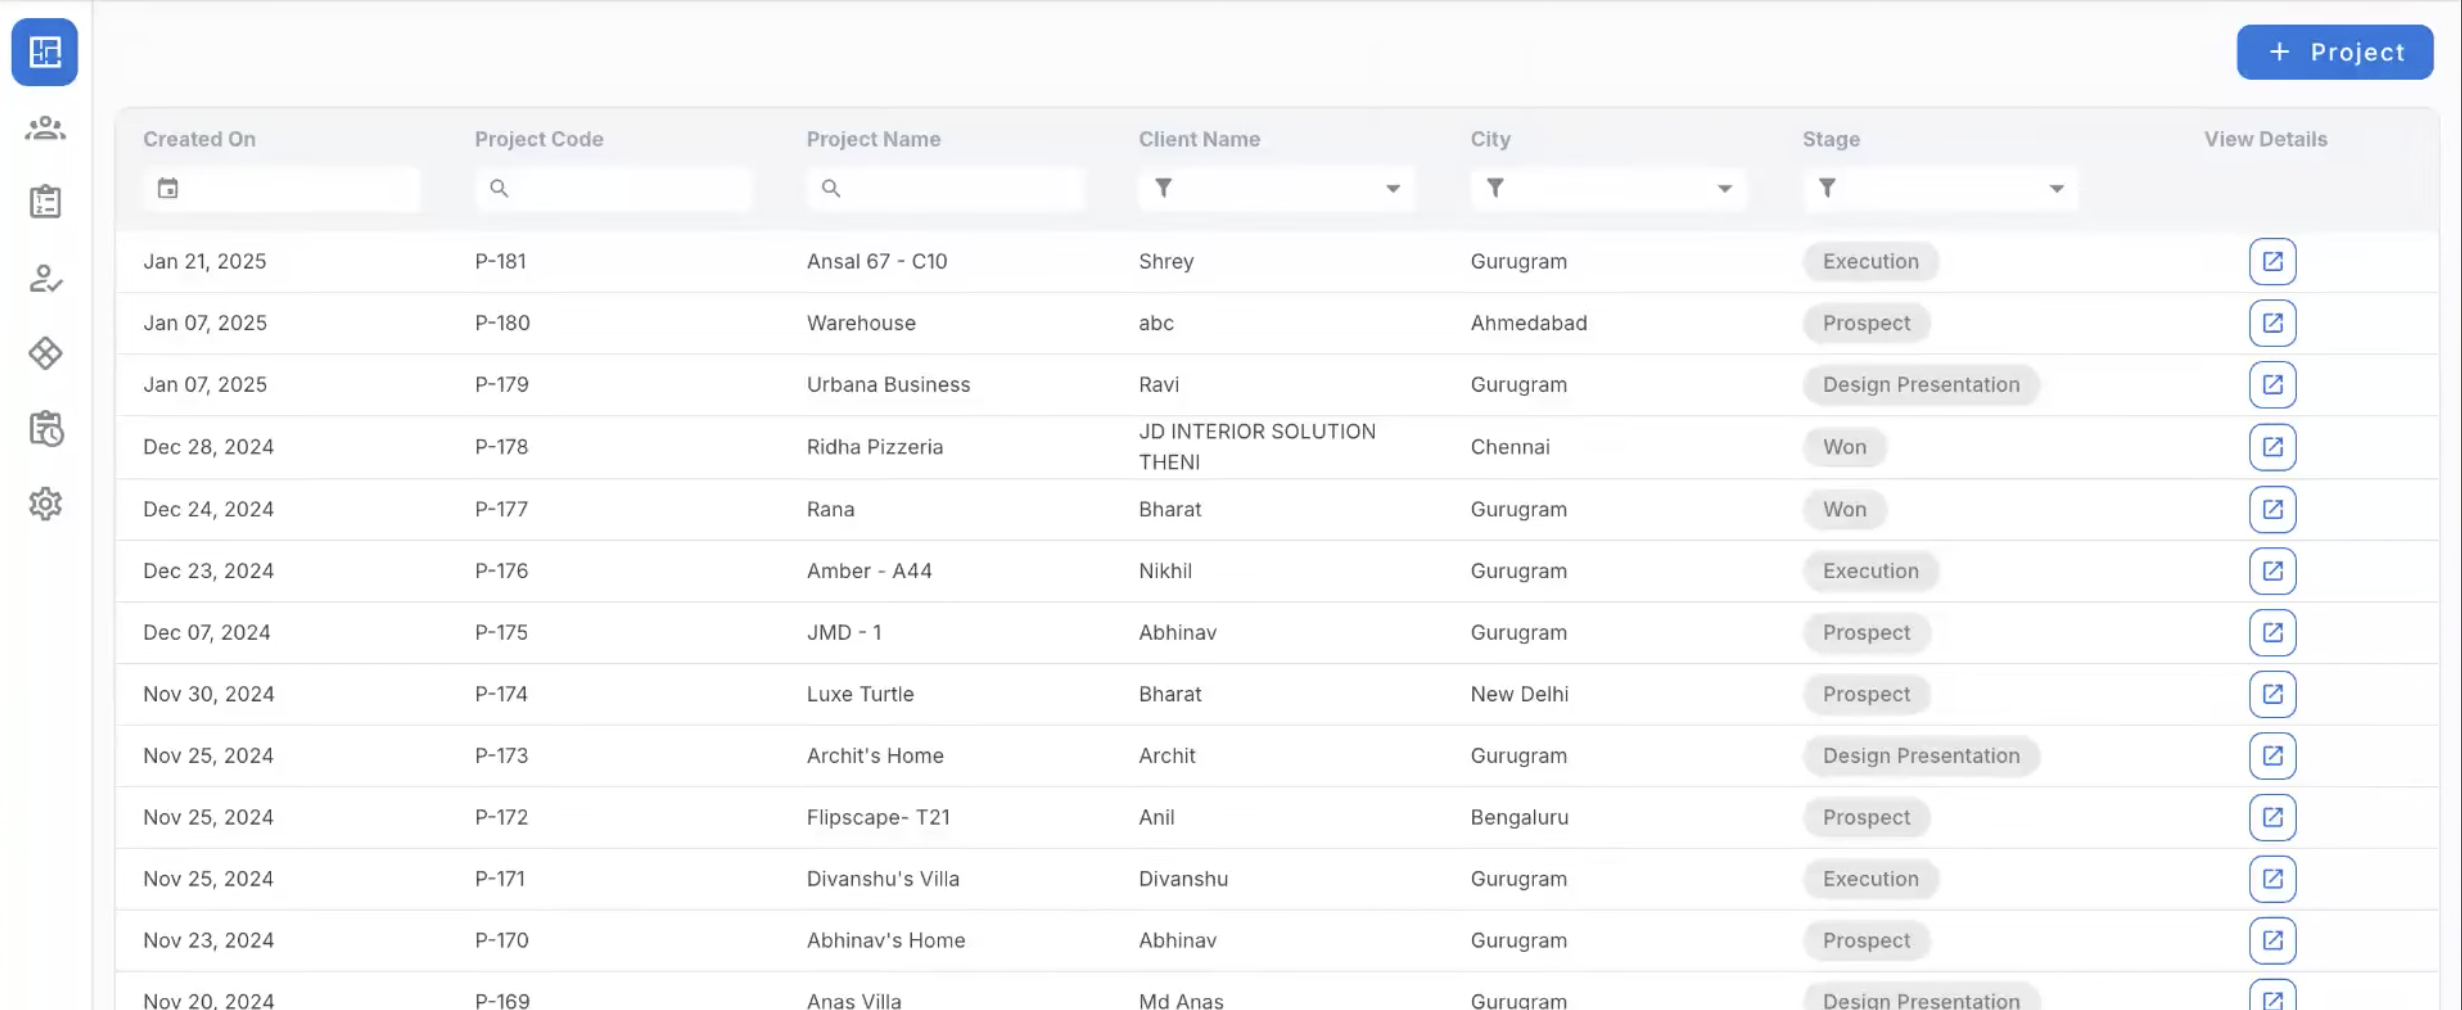 + Project
Created On Project Code Project Name Client Name City Stage View Details
Jan 21, 2025 P-181 Ansal 67 - C10 Shrey Gurugram Execution
Jan 07, 2025 P-180 Warehouse abc Ahmedabad Prospect
Jan 07, 2025 P-179 Urbana Business Ravi Gurugram Design Presentation
Dec 28, 2024 P-178 Ridha Pizzeria JD INTERIOR SOLUTION THENI Chennai Won
Dec 24, 2024 P-177 Rana Bharat Gurugram Won
Dec 23, 2024 P-176 Amber - A44 Nikhil Gurugram Execution
Dec 07, 2024 P-175 JMD - 1 Abhinav Gurugram Prospect
Nov 30, 2024 P-174 Luxe Turtle Bharat New Delhi Prospect
Nov 25, 2024 P-173 Archit's Home Archit Gurugram Design Presentation
Nov 25, 2024 P-172 Flipscape- T21 Anil Bengaluru Prospect
Nov 25, 2024 P-171 Divanshu's Villa Divanshu Gurugram Execution
Nov 23, 2024 P-170 Abhinav's Home Abhinav Gurugram Prospect
Nov 20, 2024 P-169 Anas Villa Md Anas Gurugram Design Presentation